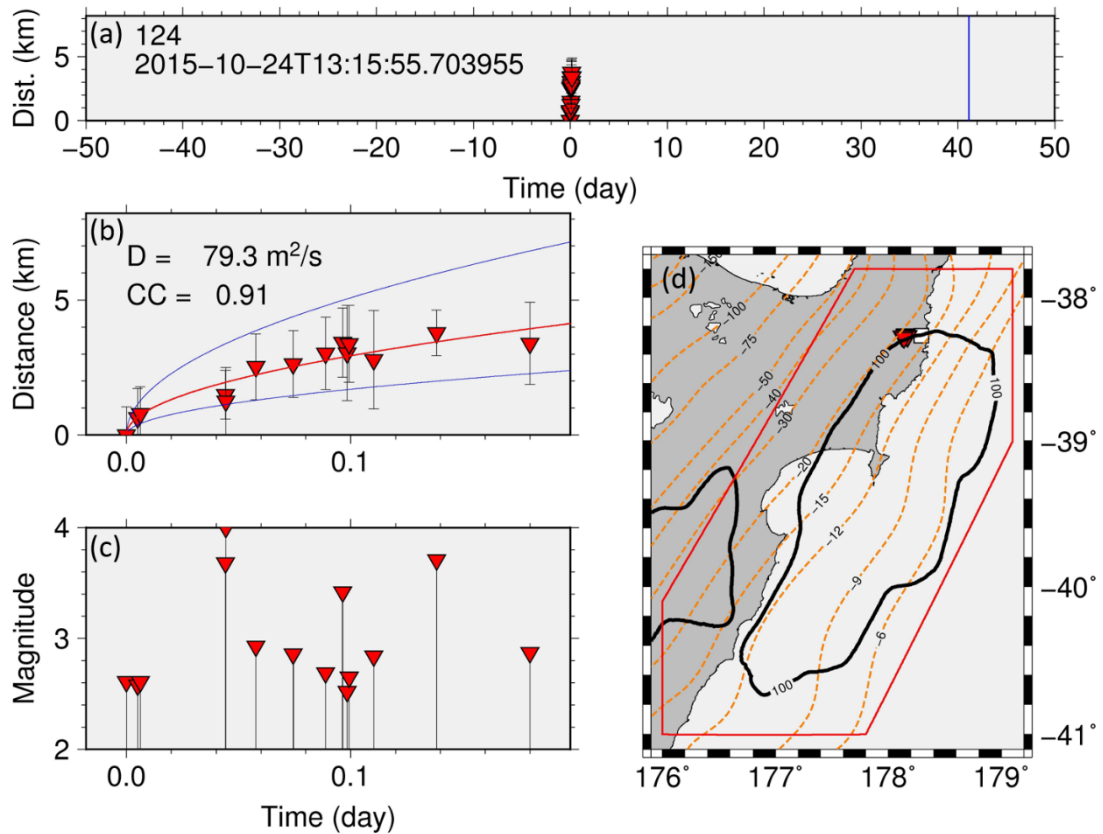 (a) 124
2015-10-24T13:15:55.703955
Dist. (km)
5
0
−50 −40 −30 −20 −10 0 10 20 30 40 50
Time (day)
(b)
D = 79.3 m²/s
CC = 0.91
Distance (km)
5
0
0.0 0.1
(c)
Magnitude
4
3
2
0.0 0.1
Time (day)
(d)
−100
−75
−50
−40
−30
−20
−15
−12
−9
−6
100
100
100
−38°
−39°
−40°
−41°
176° 177° 178° 179°